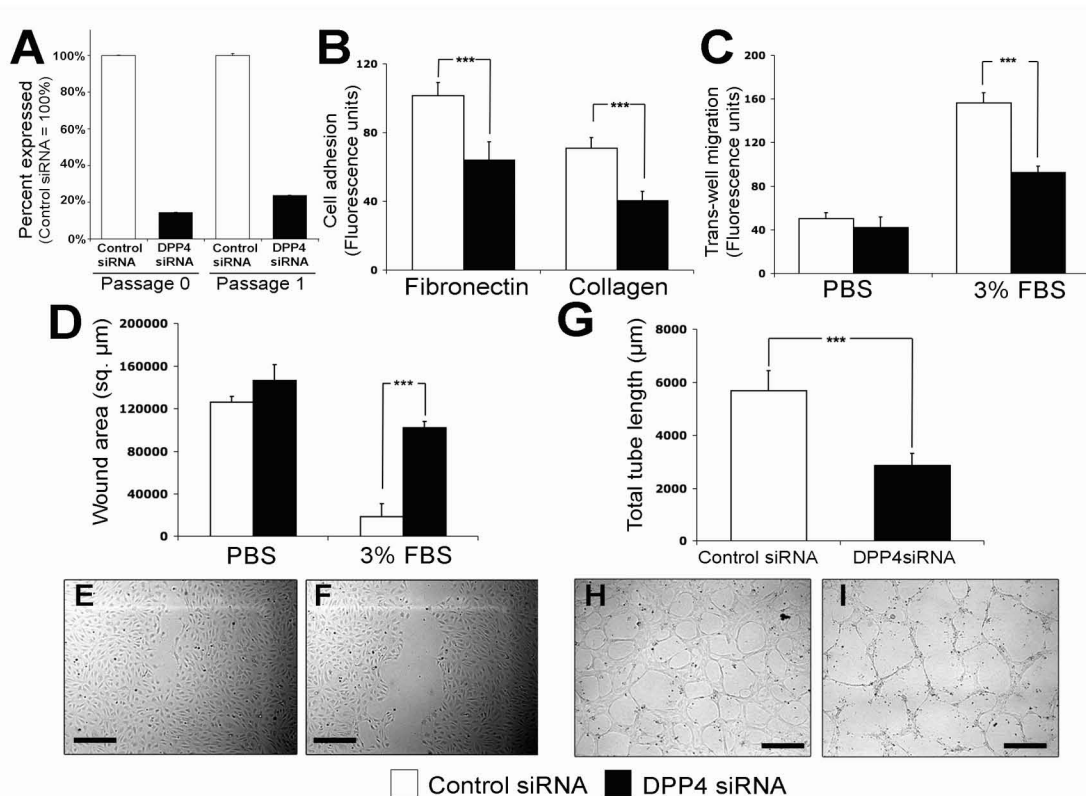 A
Percent expressed
(Control siRNA = 100%)
100%
80%
60%
40%
20%
0%
Control siRNA
DPP4 siRNA
Control siRNA
DPP4 siRNA
Passage 0
Passage 1
B
Cell adhesion
(Fluorescence units)
120
80
40
0
***
***
Fibronectin
Collagen
C
Trans-well migration
(Fluorescence units)
200
160
120
80
40
0
***
PBS
3% FBS
D
Wound area (sq. µm)
200000
160000
120000
80000
40000
0
***
PBS
3% FBS
G
Total tube length (µm)
8000
6000
4000
2000
0
***
Control siRNA
DPP4siRNA
E
F
H
I
Control siRNA
DPP4 siRNA